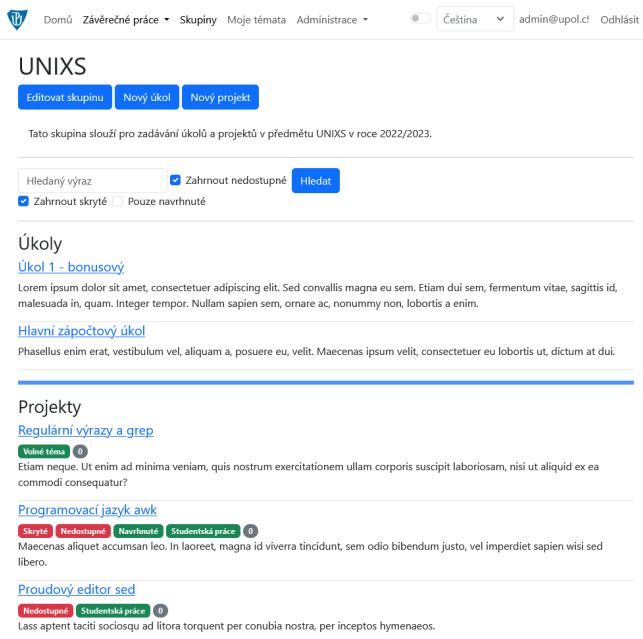 Domů Závěrečné práce Skupiny Moje témata Administrace Čeština admin@upol.c! Odhlásit
UNIXS
Editovat skupinu Nový úkol Nový projekt
Tato skupina slouží pro zadávání úkolů a projektů v předmětu UNIXS v roce 2022/2023.
Hledaný výraz Zahrnout nedostupné Hledat
Zahrnout skryté Pouze navrhnuté
Úkoly
Úkol 1 - bonusový
Lorem ipsum dolor sit amet, consectetuer adipiscing elit. Sed convallis magna eu sem. Etiam dui sem, fermentum vitae, sagittis id,
malesuada in, quam. Integer tempor. Nullam sapien sem, ornare ac, nonummy non, lobortis a enim.
Hlavní zápočtový úkol
Phasellus enim erat, vestibulum vel, aliquam a, posuere eu, velit. Maecenas ipsum velit, consectetuer eu lobortis ut, dictum at dui.
Projekty
Regulární výrazy a grep
Volné téma 0
Etiam neque. Ut enim ad minima veniam, quis nostrum exercitationem ullam corporis suscipit laboriosam, nisi ut aliquid ex ea
commodi consequatur?
Programovací jazyk awk
Skryté Nedostupné Navrhnuté Studentská práce 0
Maecenas aliquet accumsan leo. In laoreet, magna id viverra tincidunt, sem odio bibendum justo, vel imperdiet sapien wisi sed
libero.
Proudový editor sed
Nedostupné Studentská práce 0
Lass aptent taciti sociosqu ad litora torquent per conubia nostra, per inceptos hymenaeos.